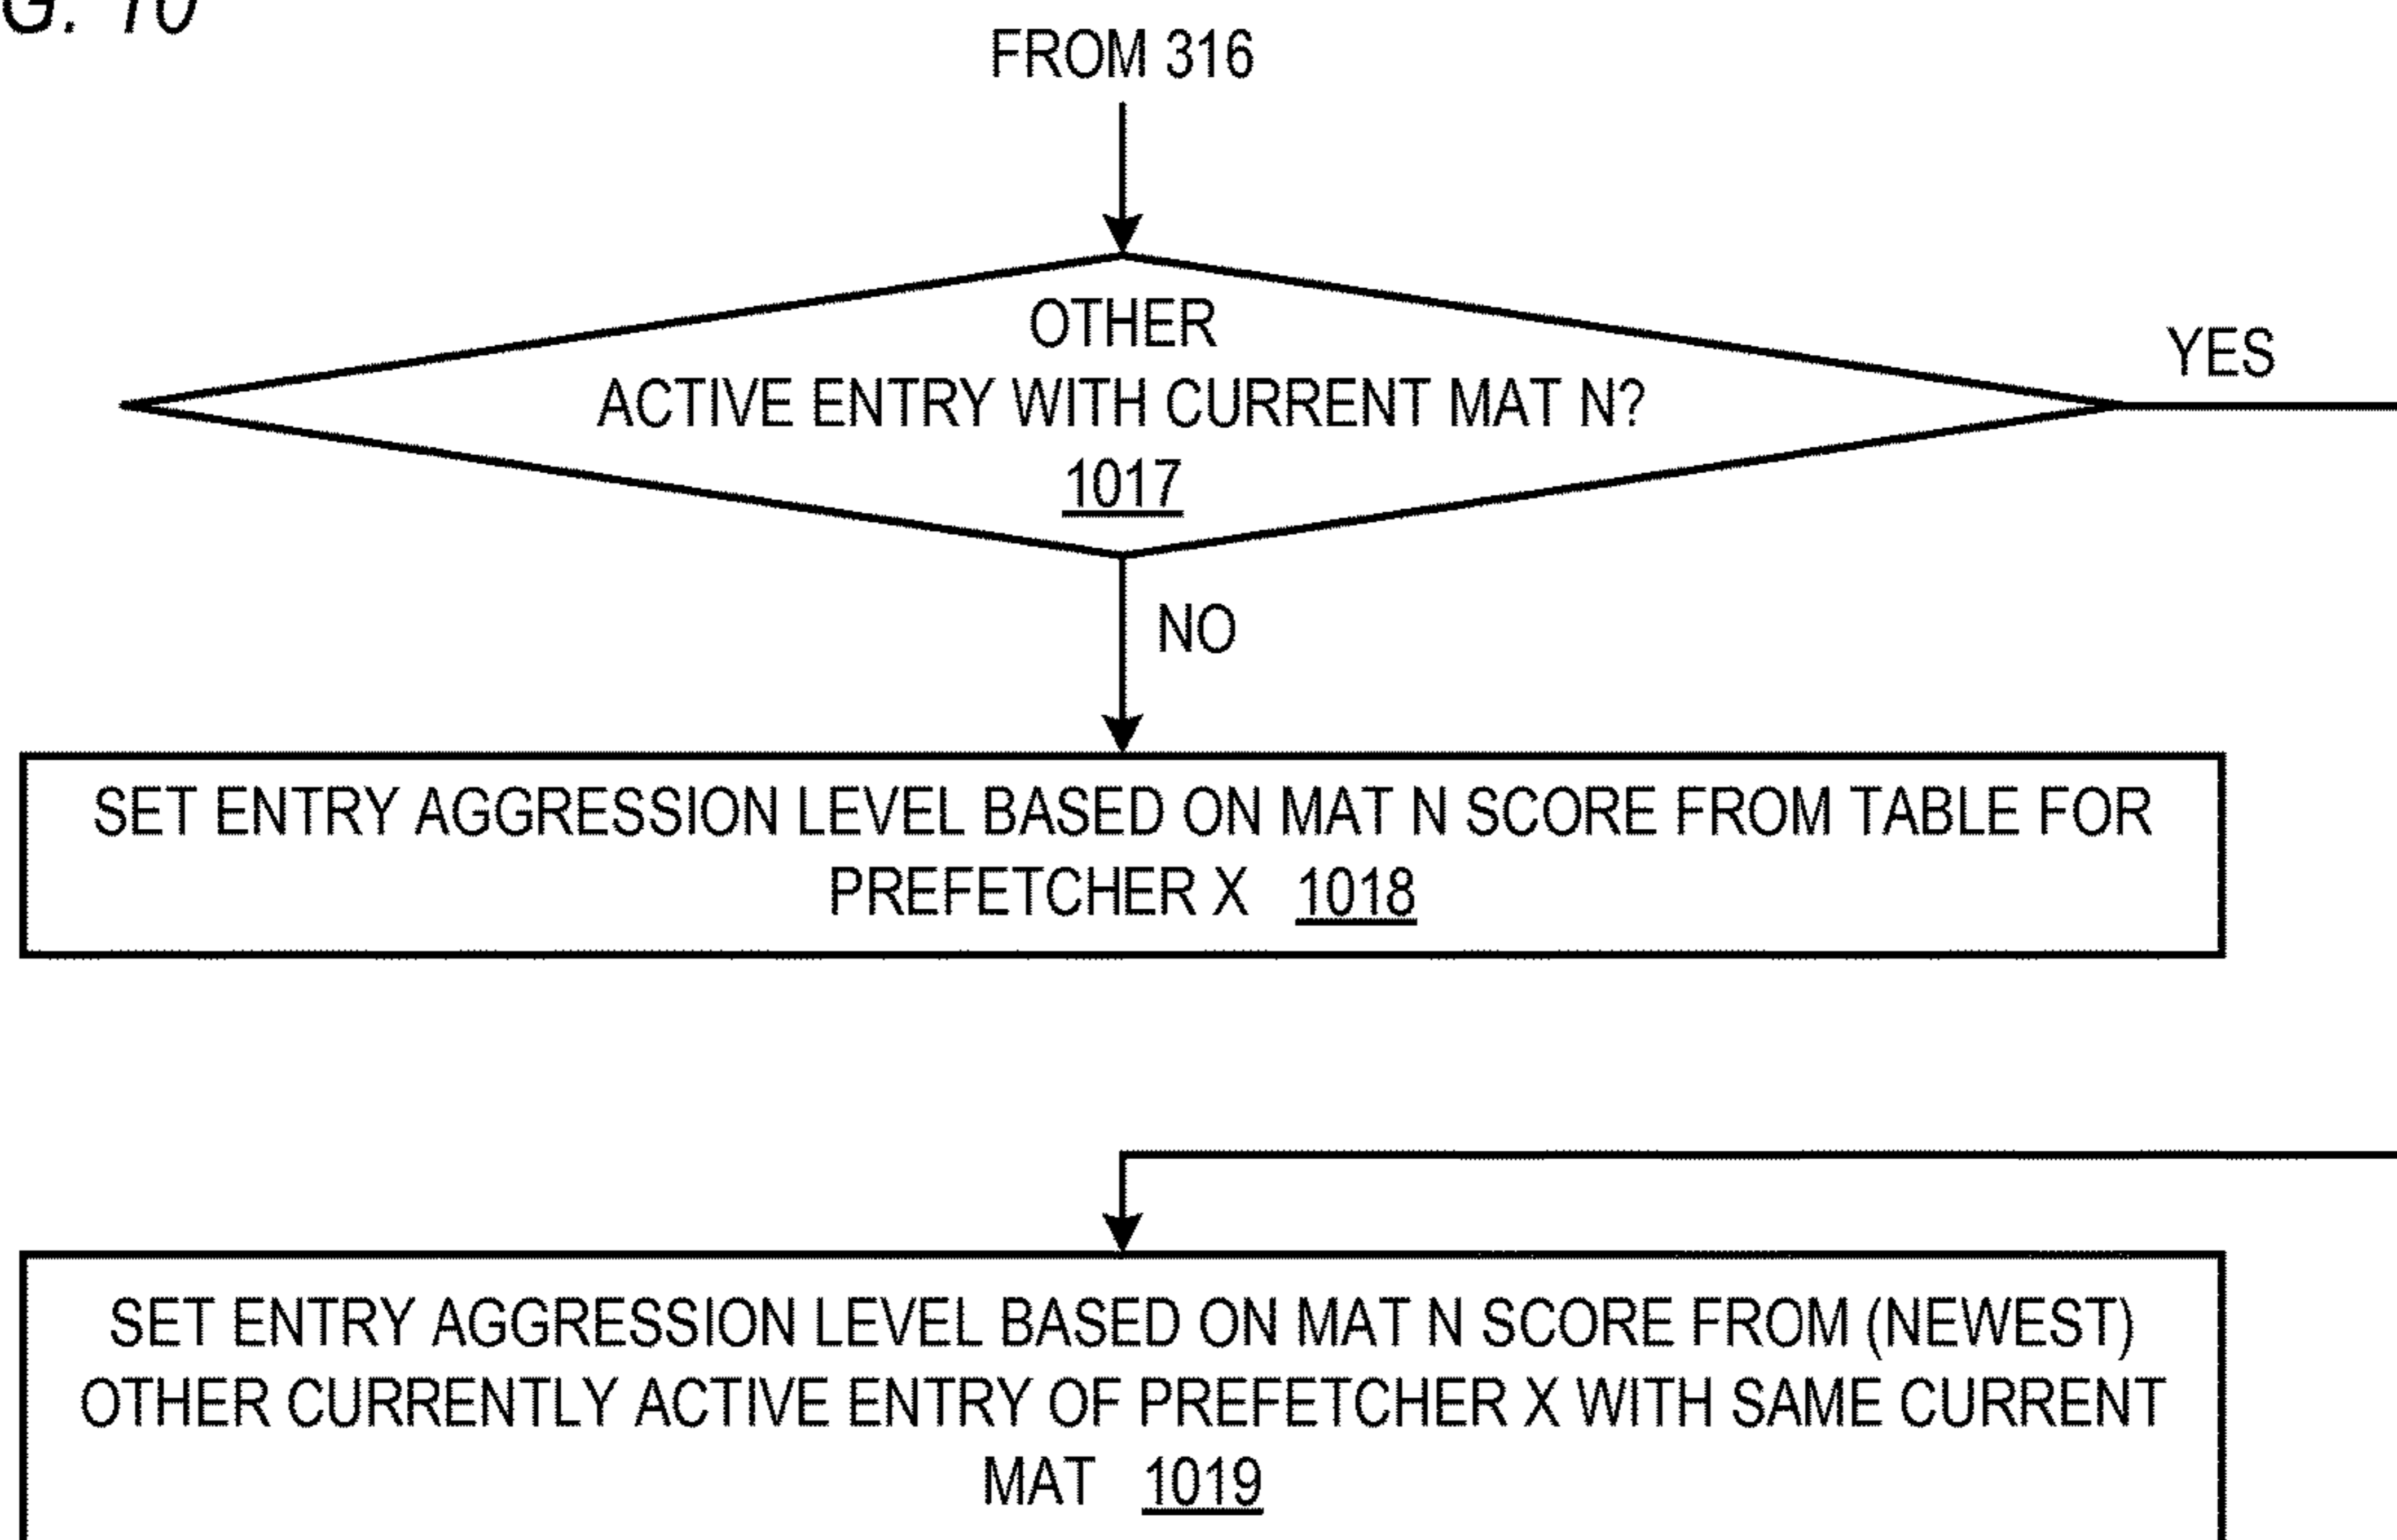 G. 10
FROM 316
OTHER
ACTIVE ENTRY WITH CURRENT MAT N?
1017
YES
NO
SET ENTRY AGGRESSION LEVEL BASED ON MAT N SCORE FROM TABLE FOR
PREFETCHER X 1018
SET ENTRY AGGRESSION LEVEL BASED ON MAT N SCORE FROM (NEWEST)
OTHER CURRENTLY ACTIVE ENTRY OF PREFETCHER X WITH SAME CURRENT
MAT 1019